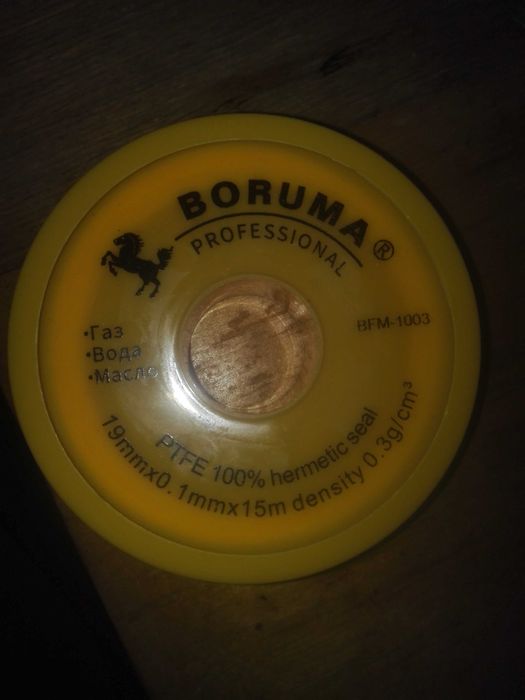 BORUMA®
PROFESSIONAL
BFM-1003
•Газ
•Вода
•Масло
PTFE 100% hermetic seal
19mmx0.1mmx15m density 0.3g/cm³